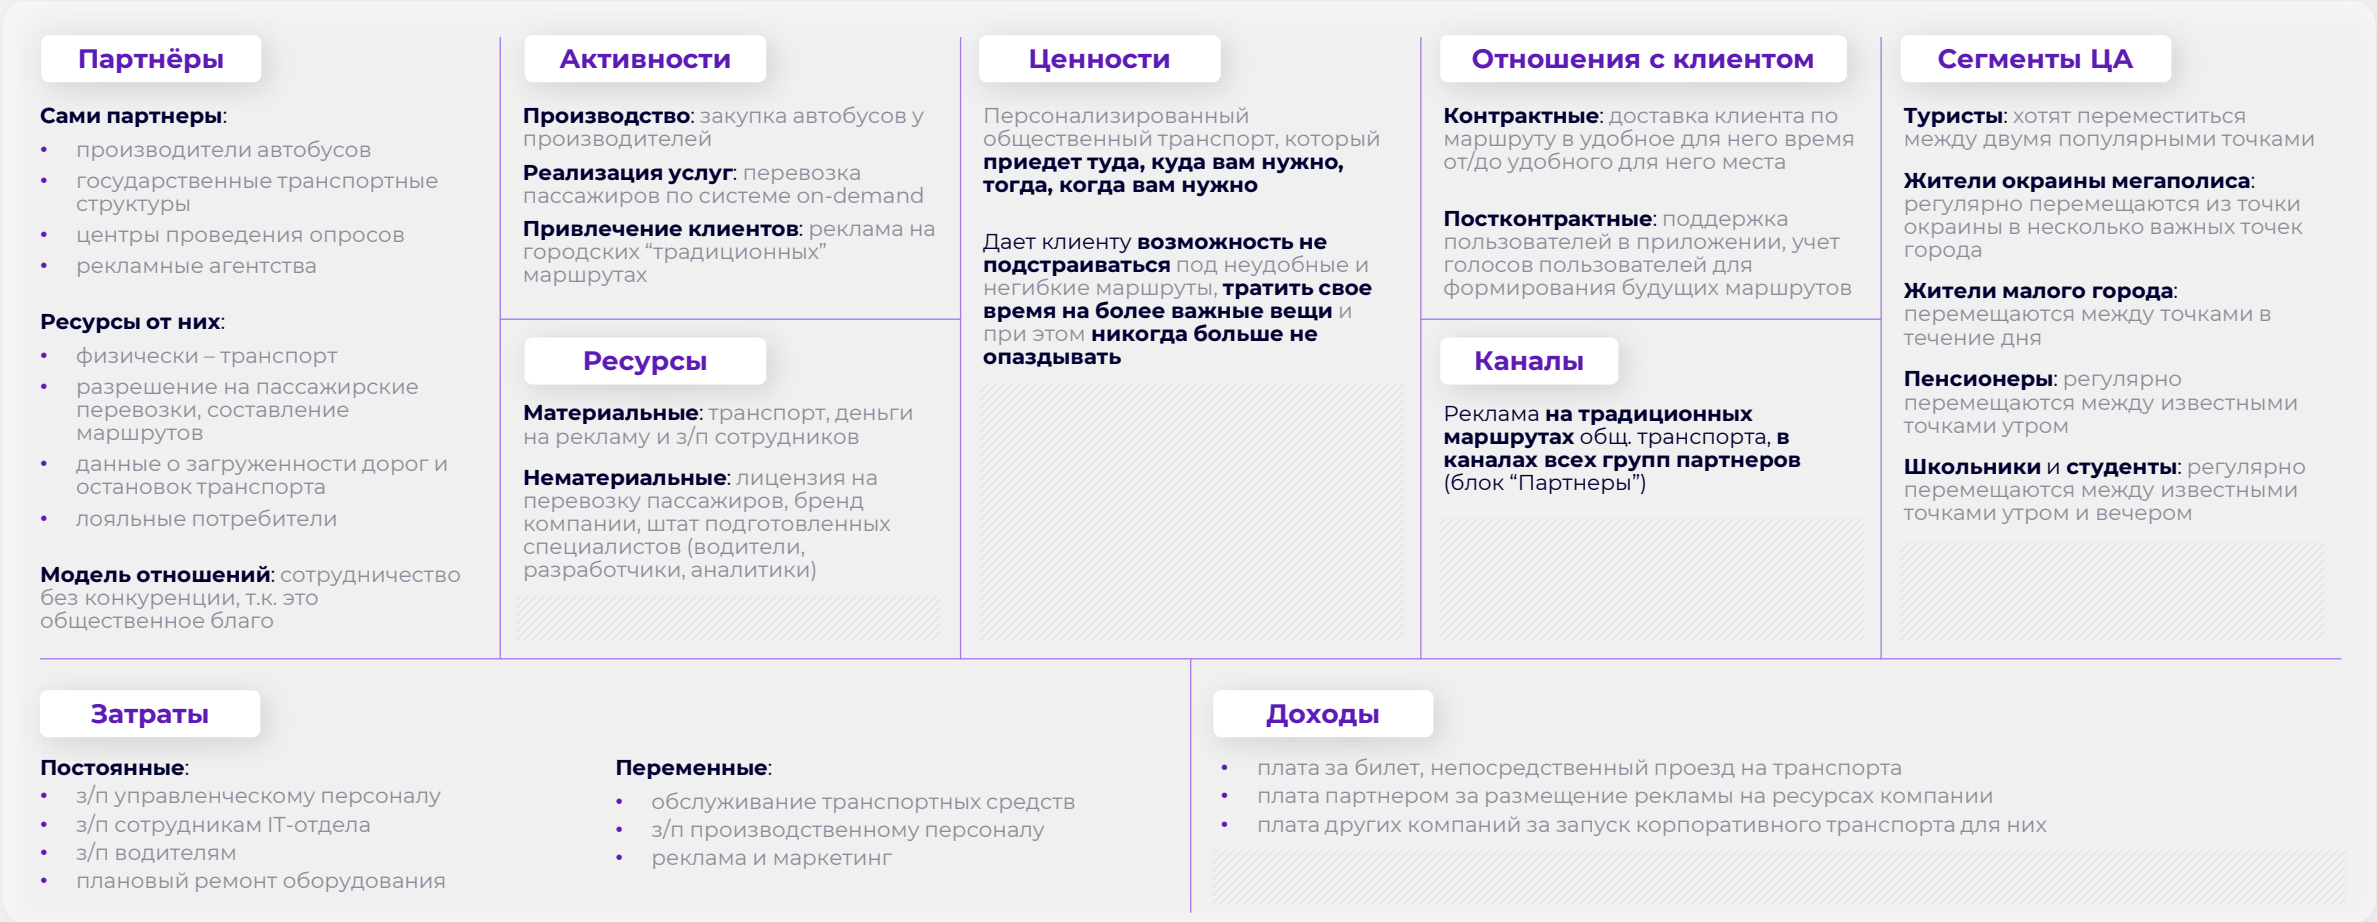 Партнёры
Сами партнеры:
• производители автобусов
• государственные транспортные
структуры
• центры проведения опросов
• рекламные агентства
Ресурсы от них:
• физически – транспорт
• разрешение на пассажирские
перевозки, составление
маршрутов
• данные о загруженности дорог и
остановок транспорта
• лояльные потребители
Модель отношений: сотрудничество
без конкуренции, т.к. это
общественное благо
Активности
Производство: закупка автобусов у
производителей
Реализация услуг: перевозка
пассажиров по системе on-demand
Привлечение клиентов: реклама на
городских “традиционных”
маршрутах
Ресурсы
Материальные: транспорт, деньги
на рекламу и з/п сотрудников
Нематериальные: лицензия на
перевозку пассажиров, бренд
компании, штат подготовленных
специалистов (водители,
разработчики, аналитики)
Ценности
Персонализированный
общественный транспорт, который
приедет туда, куда вам нужно,
тогда, когда вам нужно
Дает клиенту возможность не
подстраиваться под неудобные и
негибкие маршруты, тратить свое
время на более важные вещи и
при этом никогда больше не
опаздывать
Отношения с клиентом
Контрактные: доставка клиента по
маршруту в удобное для него время
от/до удобного для него места
Постконтрактные: поддержка
пользователей в приложении, учет
голосов пользователей для
формирования будущих маршрутов
Каналы
Реклама на традиционных
маршрутах общ. транспорта, в
каналах всех групп партнеров
(блок “Партнеры”)
Сегменты ЦА
Туристы: хотят переместиться
между двумя популярными точками
Жители окраины мегаполиса:
регулярно перемещаются из точки
окраины в несколько важных точек
города
Жители малого города:
перемещаются между точками в
течение дня
Пенсионеры: регулярно
перемещаются между известными
точками утром
Школьники и студенты: регулярно
перемещаются между известными
точками утром и вечером
Затраты
Постоянные:
• з/п управленческому персоналу
• з/п сотрудникам IT-отдела
• з/п водителям
• плановый ремонт оборудования
Переменные:
• обслуживание транспортных средств
• з/п производственному персоналу
• реклама и маркетинг
Доходы
• плата за билет, непосредственный проезд на транспорта
• плата партнером за размещение рекламы на ресурсах компании
• плата других компаний за запуск корпоративного транспорта для них